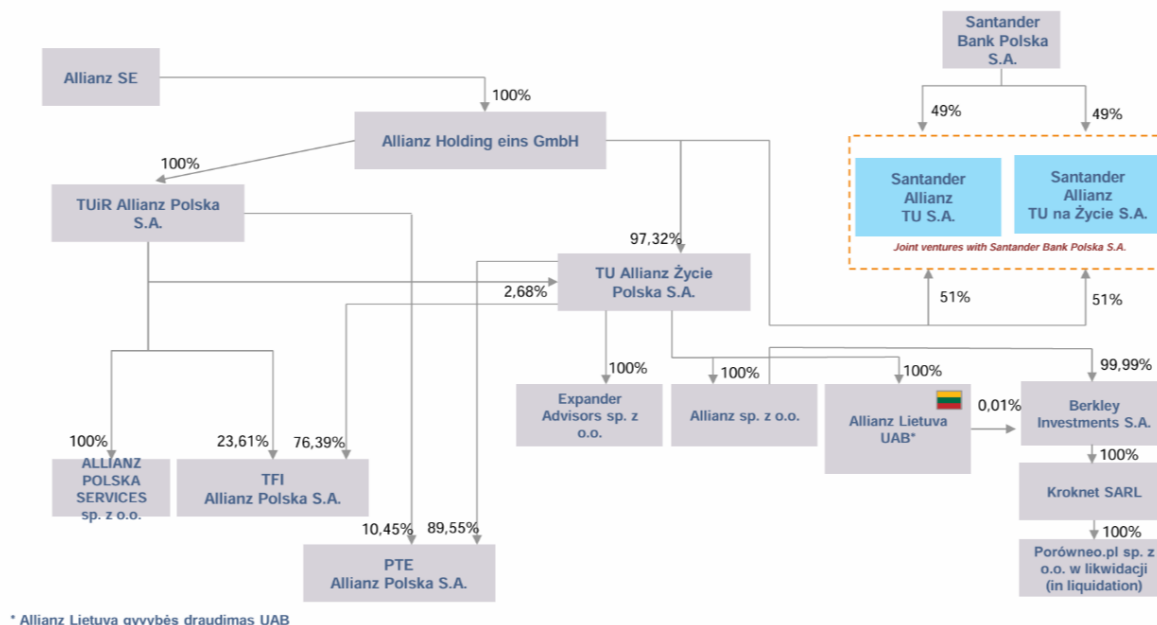 Santander
Bank Polska
S.A.
Allianz SE
100%
49%
49%
Allianz Holding eins GmbH
100%
Santander
Allianz
TU S.A.
Santander
Allianz
TU na Życie S.A.
Joint ventures with Santander Bank Polska S.A.
TUiR Allianz Polska
S.A.
97,32%
TU Allianz Życie
Polska S.A.
2,68%
51%
51%
100%
100%
100%
99,99%
Expander
Advisors sp. z
o.o.
Allianz sp. z o.o.
Allianz Lietuva
UAB*
0,01%
Berkley
Investments S.A.
100%
23,61%
76,39%
ALLIANZ
POLSKA
SERVICES
sp. z o.o.
TFI
Allianz Polska S.A.
100%
Kroknet SARL
10,45%
89,55%
100%
PTE
Allianz Polska S.A.
Porówneo.pl sp. z
o.o. w likwidacji
(in liquidation)
* Allianz Lietuva gyvybės draudimas UAB